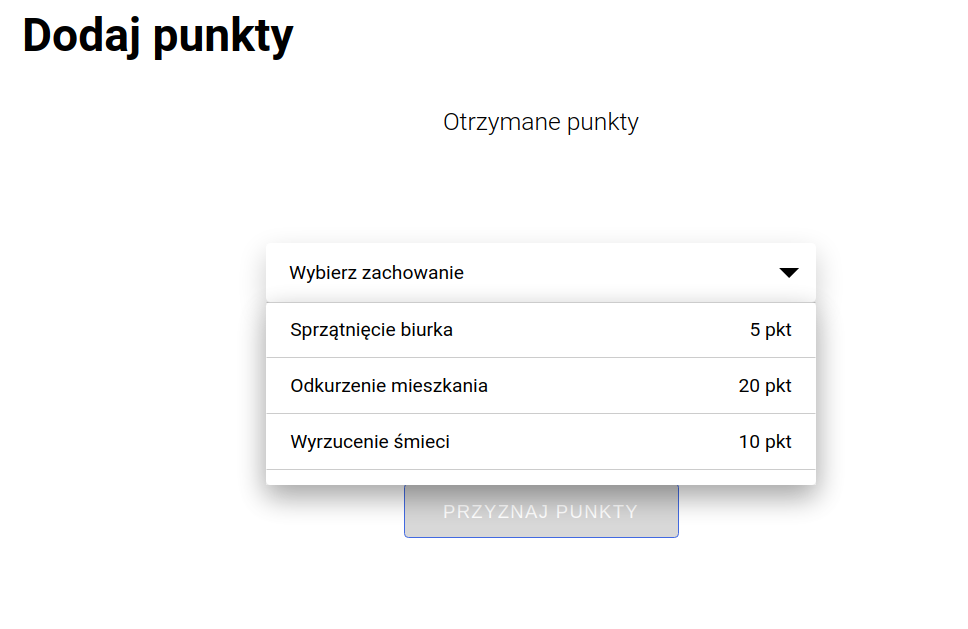 Dodaj punkty
Otrzymane punkty
Wybierz zachowanie
Sprzątnięcie biurka 5 pkt
Odkurzenie mieszkania 20 pkt
Wyrzucenie śmieci 10 pkt
PRZYZNAJ PUNKTY